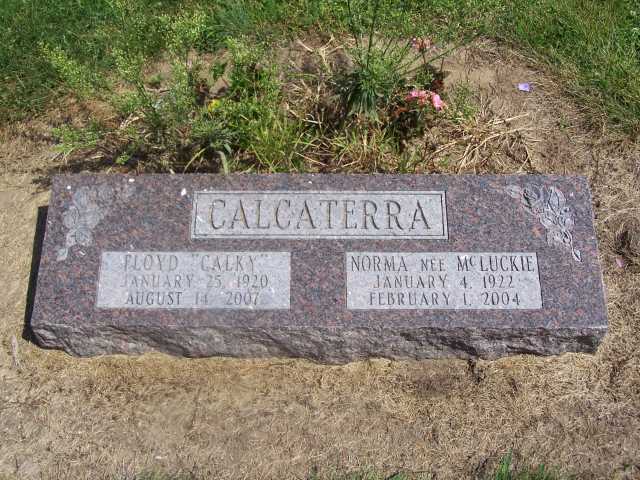 CALCATERRA
FLOYD "CALKY"
JANUARY 25, 1920
AUGUST 14, 2007
NORMA NEE McLUCKIE
JANUARY 4, 1922
FEBRUARY 1, 2004